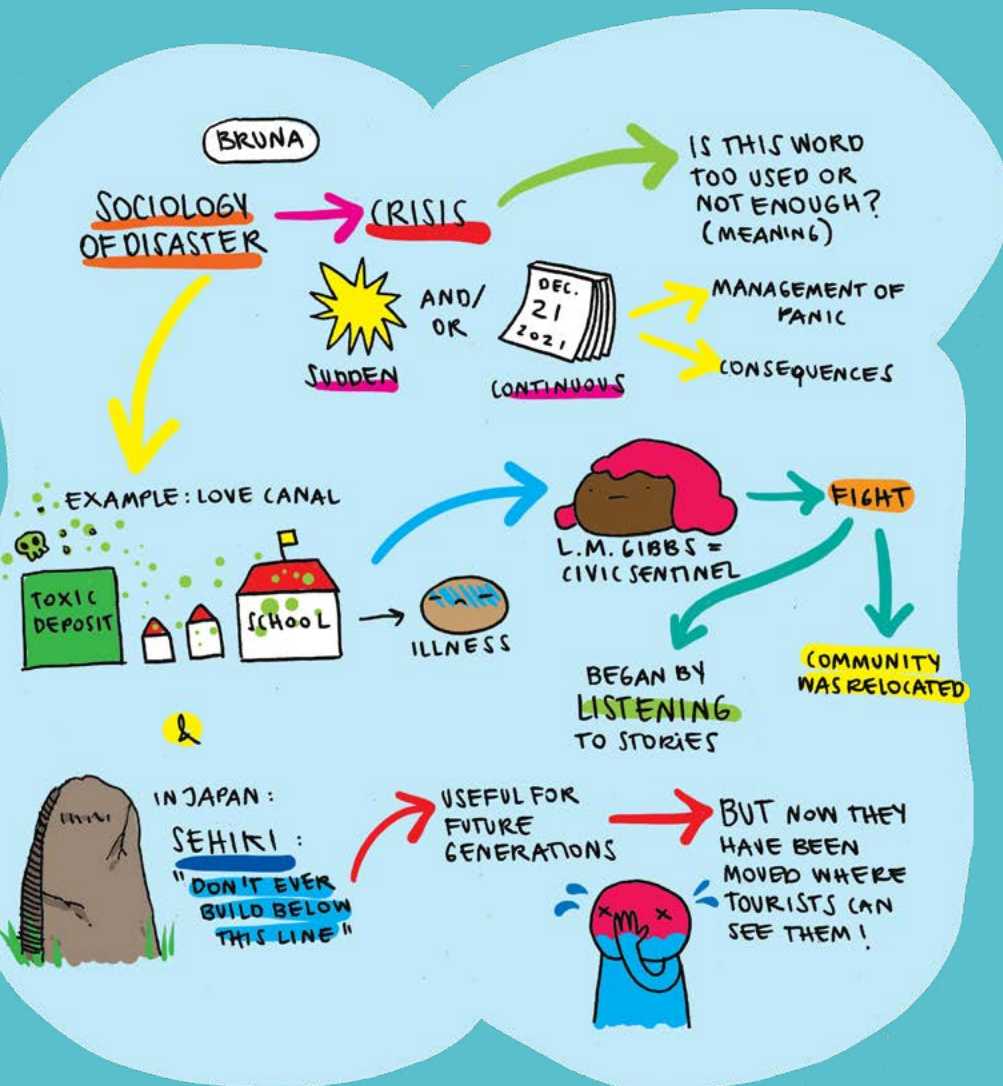 BRUNA
SOCIOLOGY
OF DISASTER
CRISIS
IS THIS WORD
TOO USED OR
NOT ENOUGH?
(MEANING)
SUDDEN
AND/
OR
DEC.
21
2021
CONTINUOUS
MANAGEMENT OF
PANIC
CONSEQUENCES
EXAMPLE: LOVE CANAL
TOXIC
DEPOSIT
SCHOOL
ILLNESS
L.M. GIBBS =
CIVIC SENTINEL
FIGHT
BEGAN BY
LISTENING
TO STORIES
COMMUNITY
WAS RELOCATED
&
IN JAPAN:
SEHIKI:
"DON'T EVER
BUILD BELOW
THIS LINE"
USEFUL FOR
FUTURE
GENERATIONS
BUT NOW THEY
HAVE BEEN
MOVED WHERE
TOURISTS CAN
SEE THEM!